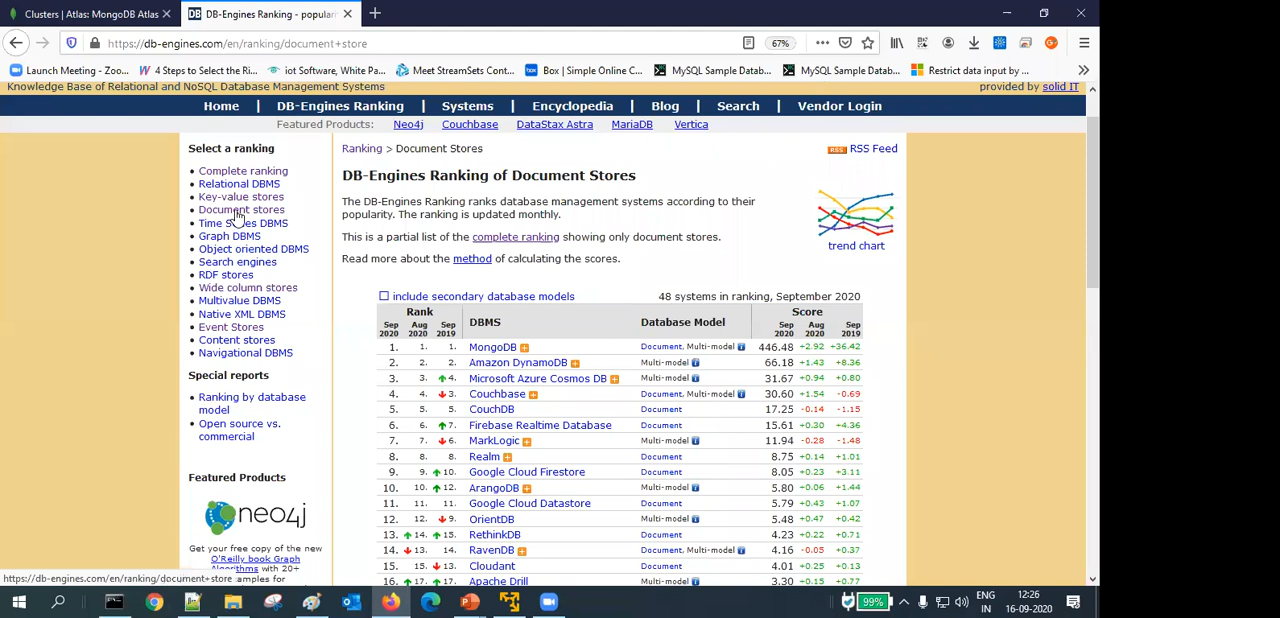 Clusters | Atlas: MongoDB Atlas
DB-Engines Ranking - popular
https://db-engines.com/en/ranking/document+store
67%
Launch Meeting - Zoo...
4 Steps to Select the Ri...
iot Software, White Pa...
Meet StreamSets Cont...
Box | Simple Online C...
MySQL Sample Datab...
MySQL Sample Datab...
Restrict data input by ...
Knowledge Base of Relational and NoSQL Database Management Systems
provided by solid IT
Home | DB-Engines Ranking | Systems | Encyclopedia | Blog | Search | Vendor Login
Featured Products: Neo4j Couchbase DataStax Astra MariaDB Vertica
Select a ranking
Complete ranking
Relational DBMS
Key-value stores
Document stores
Time Series DBMS
Graph DBMS
Object oriented DBMS
Search engines
RDF stores
Wide column stores
Multivalue DBMS
Native XML DBMS
Event Stores
Content stores
Navigational DBMS
Special reports
Ranking by database
model
Open source vs.
commercial
Featured Products
neo4j
Get your free copy of the new
O'Reilly book Graph
Algorithms with 20+
examples for
Ranking > Document Stores
RSS RSS Feed
DB-Engines Ranking of Document Stores
The DB-Engines Ranking ranks database management systems according to their
popularity. The ranking is updated monthly.
This is a partial list of the complete ranking showing only document stores.
Read more about the method of calculating the scores.
trend chart
include secondary database models
48 systems in ranking, September 2020
Rank DBMS Database Model Score
Sep 2020 Aug 2020 Sep 2019 Sep 2020 Aug 2020 Sep 2019
1. 1. 1. MongoDB Document, Multi-model 446.48 +2.92 +36.42
2. 2. 2. Amazon DynamoDB Multi-model 66.18 +1.43 +8.36
3. 3. 4. Microsoft Azure Cosmos DB Multi-model 31.67 +0.94 +0.80
4. 4. 3. Couchbase Document, Multi-model 30.60 +1.54 -0.69
5. 5. 5. CouchDB Document 17.25 -0.14 -1.15
6. 6. 7. Firebase Realtime Database Document 15.61 +0.30 +4.36
7. 7. 6. MarkLogic Multi-model 11.94 -0.28 -1.48
8. 8. 8. Realm Document 8.75 +0.14 +1.01
9. 9. 10. Google Cloud Firestore Document 8.05 +0.23 +3.11
10. 10. 12. ArangoDB Multi-model 5.80 +0.06 +1.44
11. 11. 11. Google Cloud Datastore Document 5.79 +0.43 +1.07
12. 12. 9. OrientDB Multi-model 5.48 +0.47 +0.42
13. 14. 15. RethinkDB Document 4.23 +0.22 +0.71
14. 13. 14. RavenDB Document, Multi-model 4.16 -0.05 +0.37
15. 15. 13. Cloudant Document 4.01 +0.25 +0.13
16. 17. 17. Apache Drill Multi-model 3.30 +0.15 +0.77
https://db-engines.com/en/ranking/document+store
99%
ENG
IN
12:26
16-09-2020